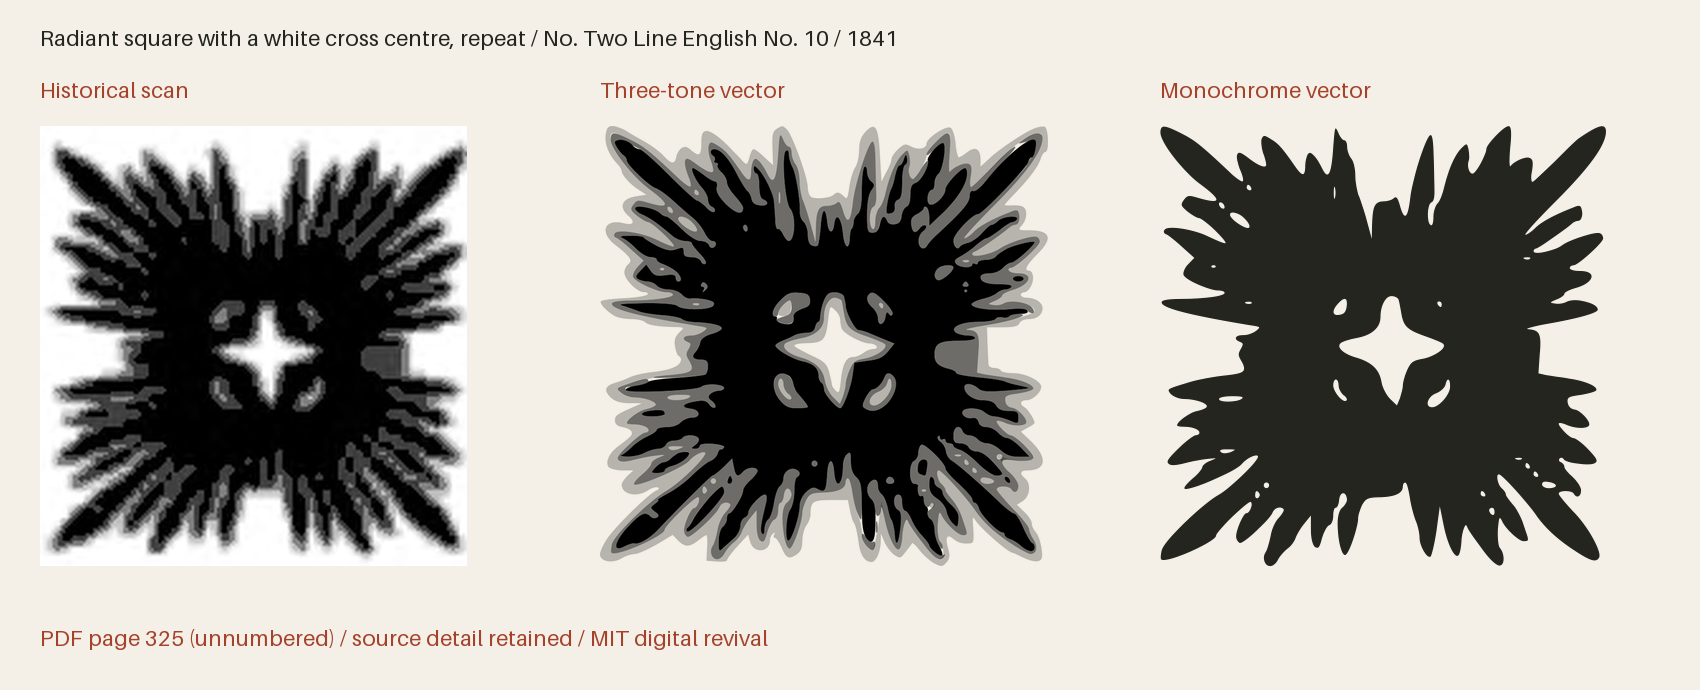 Radiant square with a white cross centre, repeat / No. Two Line English No. 10 / 1841
Historical scan
Three-tone vector
Monochrome vector
PDF page 325 (unnumbered) / source detail retained / MIT digital revival